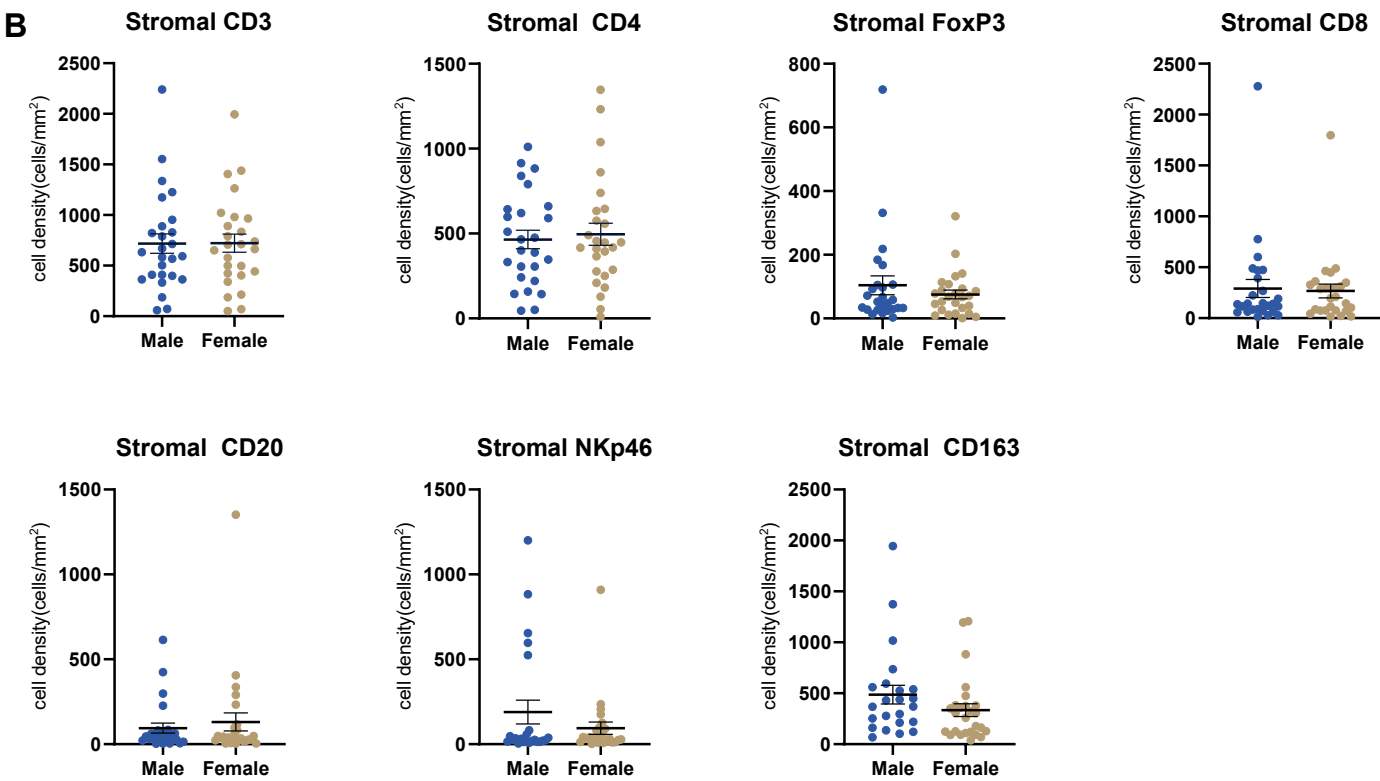 B
Stromal CD3
cell density(cells/mm²)
2500
2000
1500
1000
500
0
Male Female
Stromal CD4
cell density(cells/mm²)
1500
1000
500
0
Male Female
Stromal FoxP3
cell density(cells/mm²)
800
600
400
200
0
Male Female
Stromal CD8
cell density(cells/mm²)
2500
2000
1500
1000
500
0
Male Female
Stromal CD20
cell density(cells/mm²)
1500
1000
500
0
Male Female
Stromal NKp46
cell density(cells/mm²)
1500
1000
500
0
Male Female
Stromal CD163
cell density(cells/mm²)
2500
2000
1500
1000
500
0
Male Female